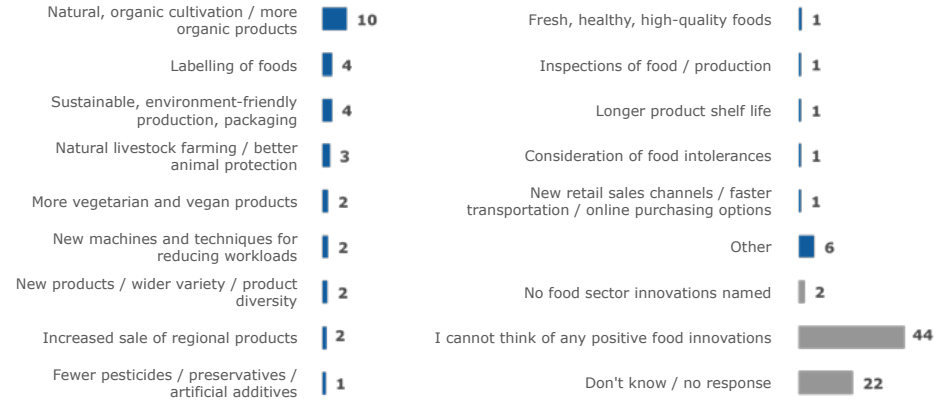 Natural, organic cultivation / more
organic products
10
Labelling of foods
4
Sustainable, environment-friendly
production, packaging
4
Natural livestock farming / better
animal protection
3
More vegetarian and vegan products
2
New machines and techniques for
reducing workloads
2
New products / wider variety / product
diversity
2
Increased sale of regional products
2
Fewer pesticides / preservatives /
artificial additives
1
Fresh, healthy, high-quality foods
1
Inspections of food / production
1
Longer product shelf life
1
Consideration of food intolerances
1
New retail sales channels / faster
transportation / online purchasing options
1
Other
6
No food sector innovations named
2
I cannot think of any positive food innovations
44
Don't know / no response
22